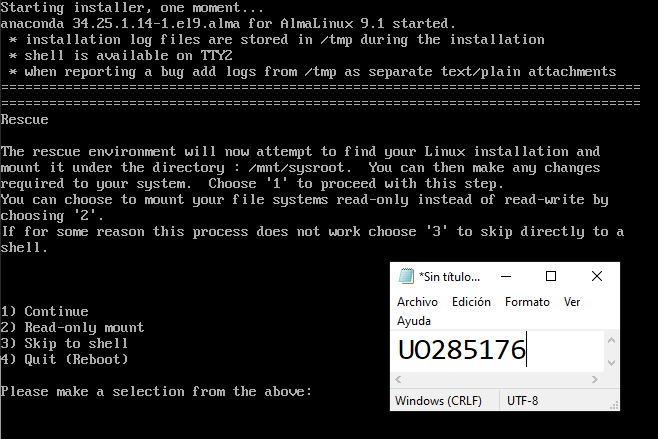 Starting installer, one moment...
anaconda 34.25.1.14-1.el9.alma for AlmaLinux 9.1 started.
 * installation log files are stored in /tmp during the installation
 * shell is available on TTY2
 * when reporting a bug add logs from /tmp as separate text/plain attachments
================================================================================
================================================================================
Rescue

The rescue environment will now attempt to find your Linux installation and
mount it under the directory : /mnt/sysroot.  You can then make any changes
required to your system.  Choose '1' to proceed with this step.
You can choose to mount your file systems read-only instead of read-write by
choosing '2'.
If for some reason this process does not work choose '3' to skip directly to a
shell.

1) Continue
2) Read-only mount
3) Skip to shell
4) Quit (Reboot)

Please make a selection from the above:
*Sin título...
Archivo Edición Formato Ver
Ayuda
UO285176
Windows (CRLF) UTF-8